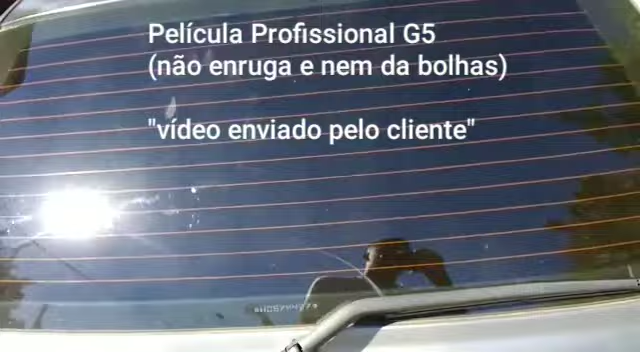 Película Profissional G5
(não enruga e nem da bolhas)
"vídeo enviado pelo cliente"